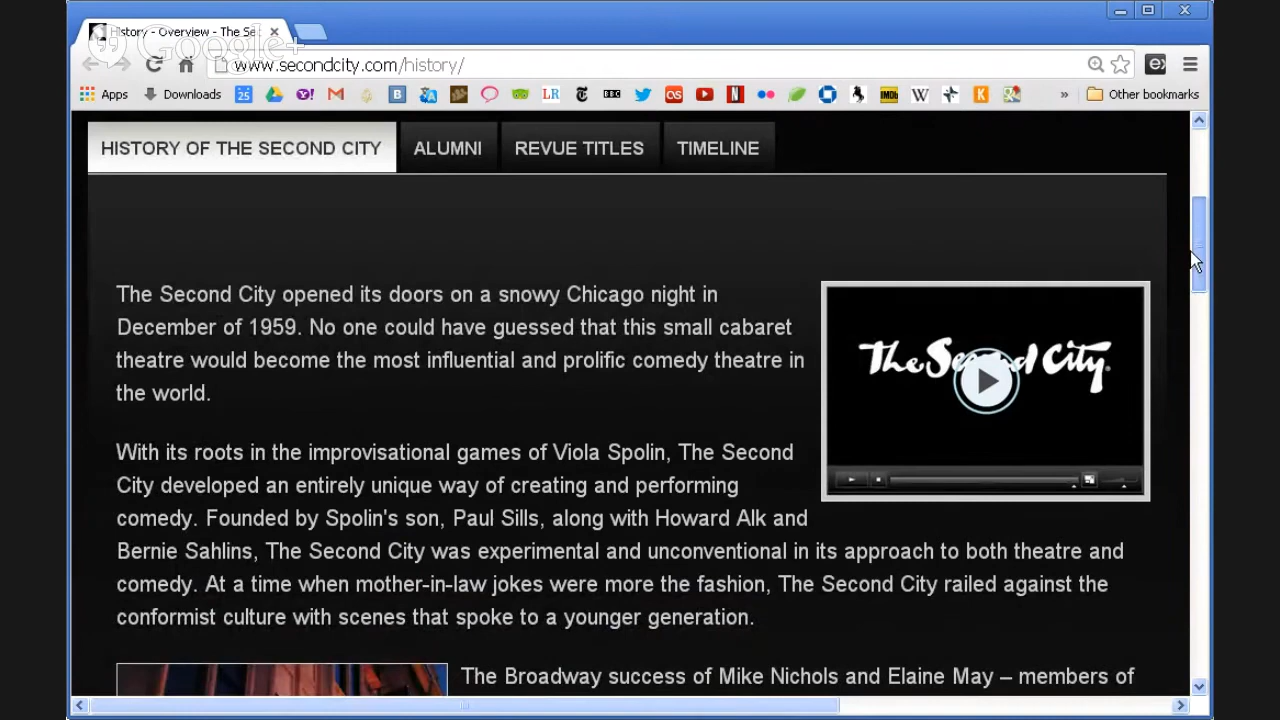 History - Overview - The Sec
Google+
www.secondcity.com/history/
Apps Downloads 25 Y! B LR T BBC N IMDb W K » Other bookmarks
HISTORY OF THE SECOND CITY ALUMNI REVUE TITLES TIMELINE
The Second City opened its doors on a snowy Chicago night in
December of 1959. No one could have guessed that this small cabaret
theatre would become the most influential and prolific comedy theatre in
the world.
The Second City
With its roots in the improvisational games of Viola Spolin, The Second
City developed an entirely unique way of creating and performing
comedy. Founded by Spolin's son, Paul Sills, along with Howard Alk and
Bernie Sahlins, The Second City was experimental and unconventional in its approach to both theatre and
comedy. At a time when mother-in-law jokes were more the fashion, The Second City railed against the
conformist culture with scenes that spoke to a younger generation.
The Broadway success of Mike Nichols and Elaine May – members of